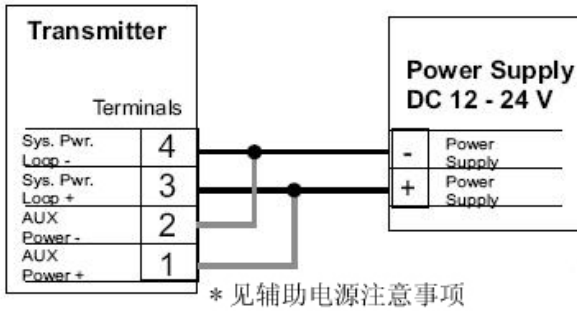 Transmitter
Terminals
Sys. Pwr.
Loop -
4
Sys. Pwr.
Loop +
3
AUX
Power -
2
AUX
Power +
1
Power Supply
DC 12 - 24 V
-
Power
Supply
+
Power
Supply
* 见辅助电源注意事项